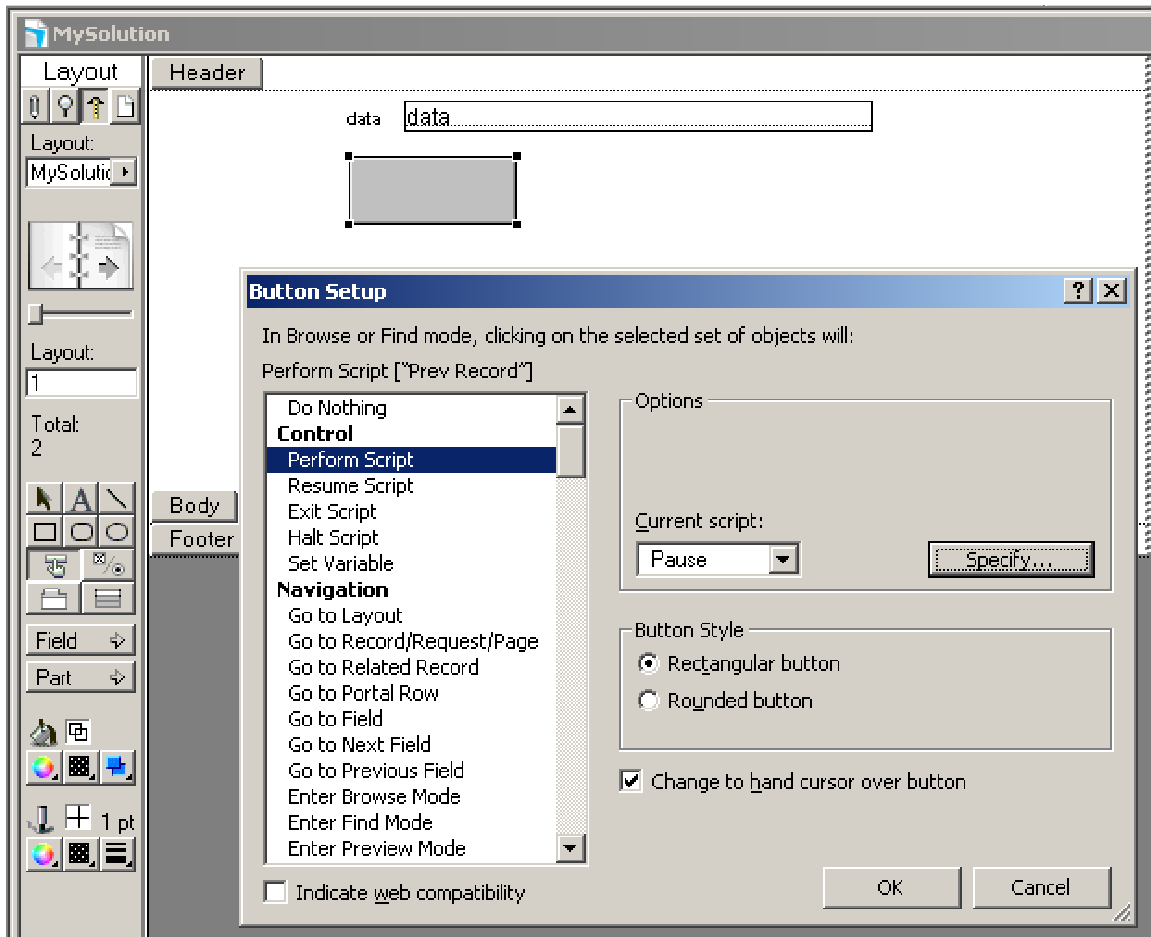 MySolution
Layout
Header
Layout:
MySolutic
data
data
Layout:
1
Total:
2
Body
Footer
Field
Part
1 pt
Button Setup
?
In Browse or Find mode, clicking on the selected set of objects will:
Perform Script ["Prev Record"]
Do Nothing
Control
Perform Script
Resume Script
Exit Script
Halt Script
Set Variable
Navigation
Go to Layout
Go to Record/Request/Page
Go to Related Record
Go to Portal Row
Go to Field
Go to Next Field
Go to Previous Field
Enter Browse Mode
Enter Find Mode
Enter Preview Mode
Indicate web compatibility
Options
Current script:
Pause
Specify...
Button Style
Rectangular button
Rounded button
Change to hand cursor over button
OK
Cancel